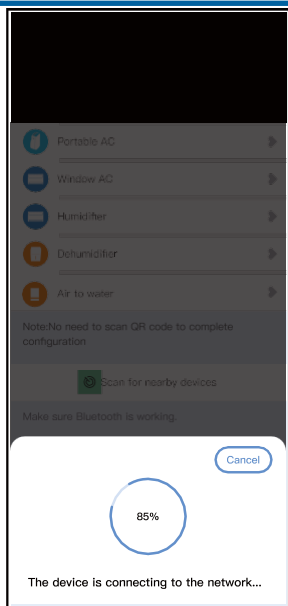 Portable AC
Window AC
Humidifier
Dehumidifier
Air to water
Note:No need to scan QR code to complete
configuration
Scan for nearby devices
Make sure Bluetooth is working.
Cancel
85%
The device is connecting to the network...